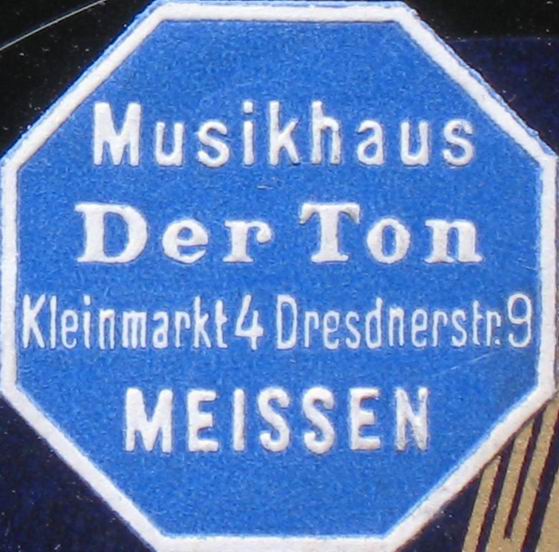 Musikhaus
Der Ton
Kleinmarkt 4 Dresdnerstr. 9
MEISSEN